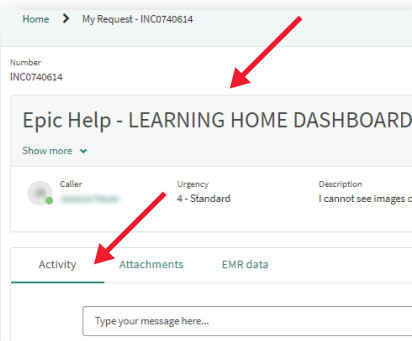 Home > My Request - INC0740614
Number
INC0740614
Epic Help - LEARNING HOME DASHBOARD
Show more
Caller
Urgency
4 - Standard
Description
I cannot see images
Activity
Attachments
EMR data
Type your message here...